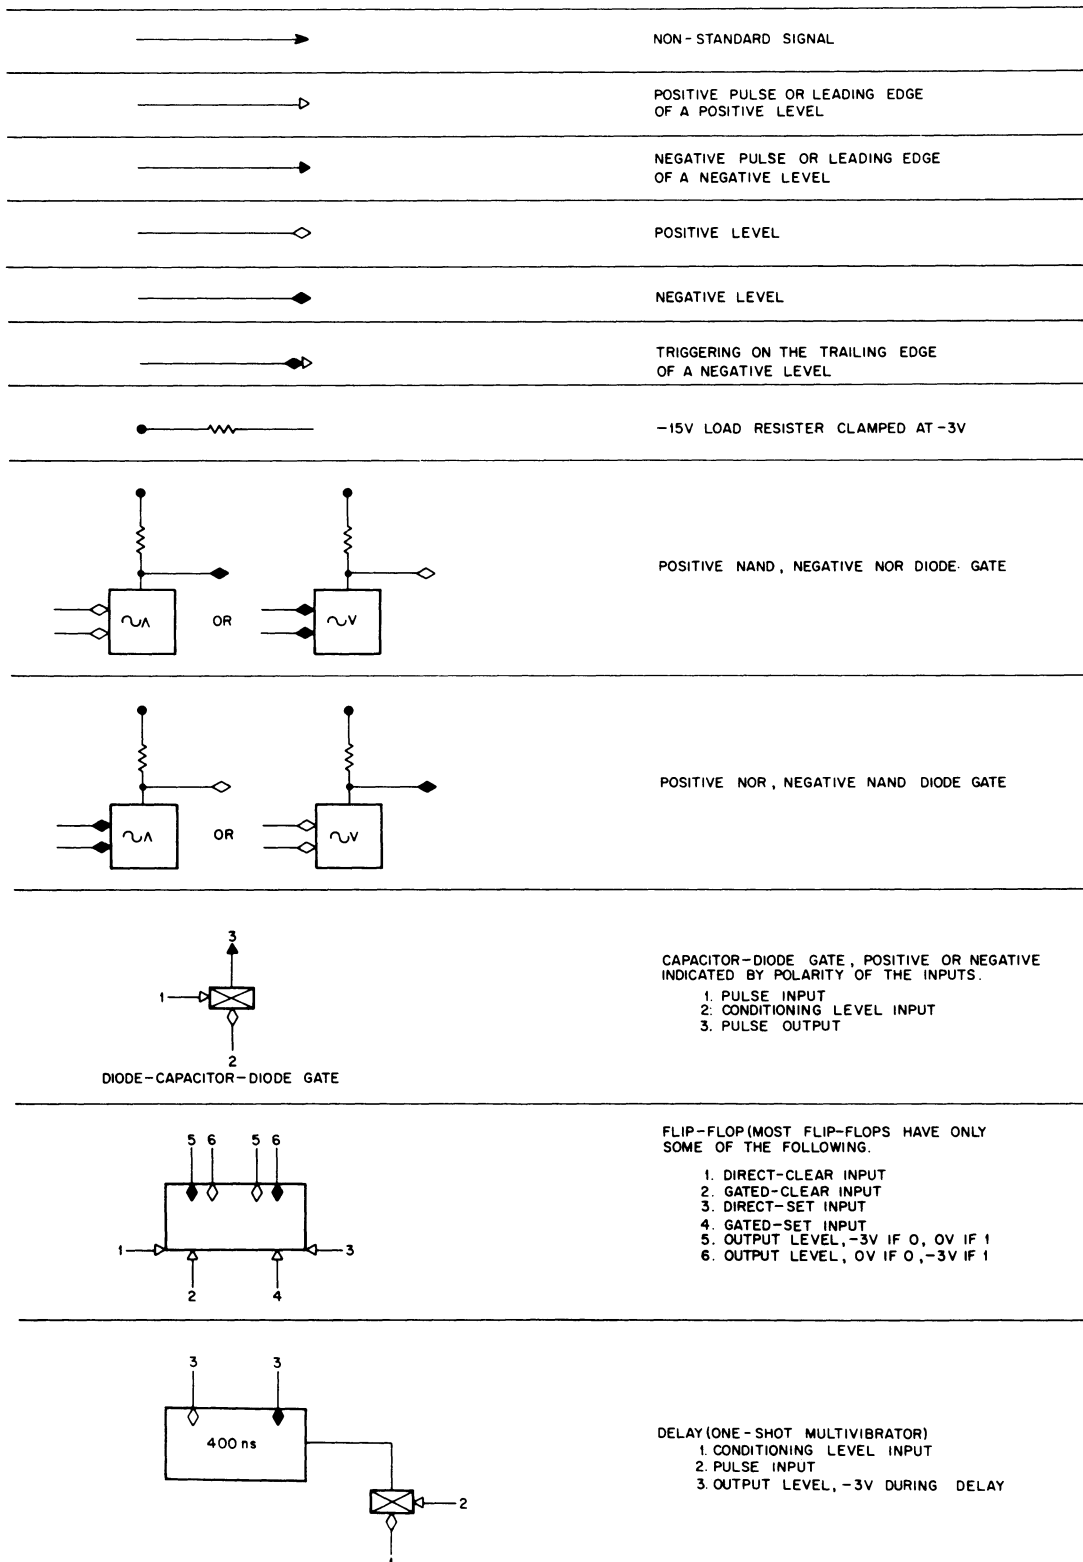 NON-STANDARD SIGNAL
POSITIVE PULSE OR LEADING EDGE
OF A POSITIVE LEVEL
NEGATIVE PULSE OR LEADING EDGE
OF A NEGATIVE LEVEL
POSITIVE LEVEL
NEGATIVE LEVEL
TRIGGERING ON THE TRAILING EDGE
OF A NEGATIVE LEVEL
-15V LOAD RESISTER CLAMPED AT -3V
∿∧ OR ∿∨
POSITIVE NAND, NEGATIVE NOR DIODE GATE
∿∧ OR ∿∨
POSITIVE NOR, NEGATIVE NAND DIODE GATE
3
1
2
DIODE-CAPACITOR-DIODE GATE
CAPACITOR-DIODE GATE, POSITIVE OR NEGATIVE
INDICATED BY POLARITY OF THE INPUTS.
1. PULSE INPUT
2. CONDITIONING LEVEL INPUT
3. PULSE OUTPUT
5 6 5 6
1 3
2 4
FLIP-FLOP (MOST FLIP-FLOPS HAVE ONLY
SOME OF THE FOLLOWING.
1. DIRECT-CLEAR INPUT
2. GATED-CLEAR INPUT
3. DIRECT-SET INPUT
4. GATED-SET INPUT
5. OUTPUT LEVEL, -3V IF 0, 0V IF 1
6. OUTPUT LEVEL, 0V IF 0, -3V IF 1
3 3
400 ns
2
DELAY (ONE-SHOT MULTIVIBRATOR)
1. CONDITIONING LEVEL INPUT
2. PULSE INPUT
3. OUTPUT LEVEL, -3V DURING DELAY